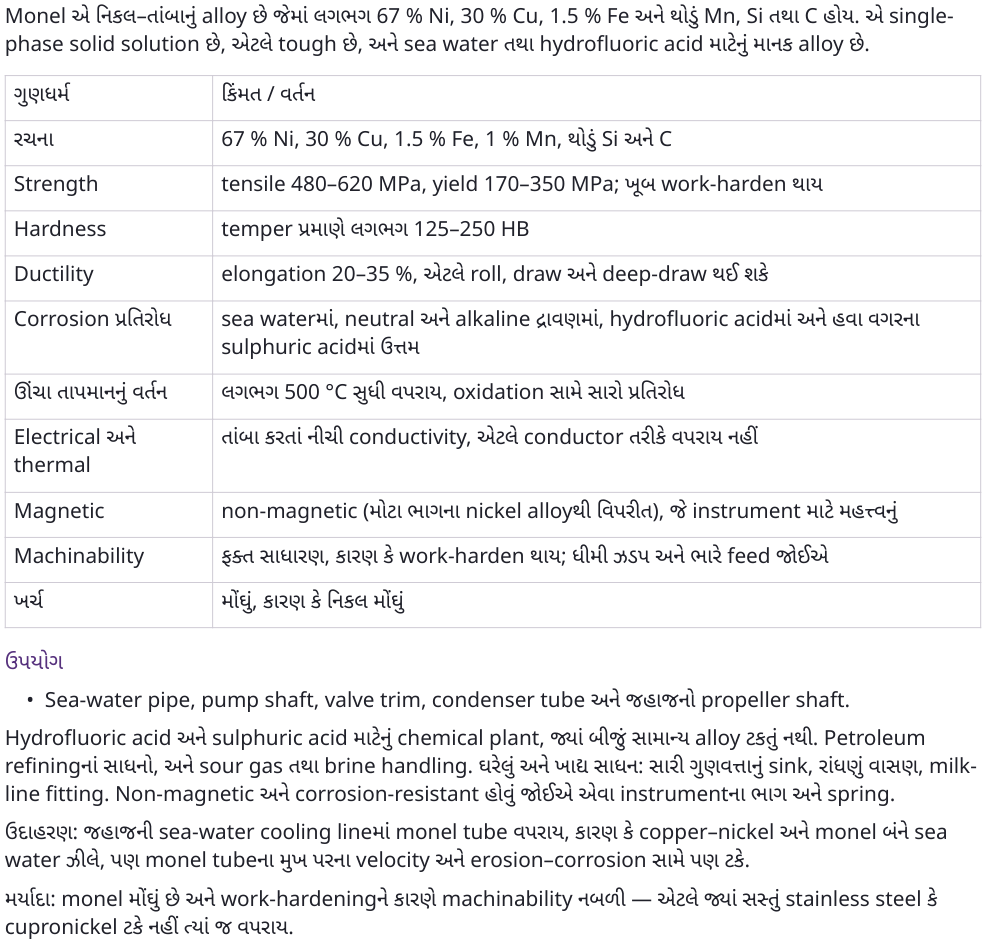 Monel એ નિકલ–તાંબાનું alloy છે જેમાં લગભગ 67 % Ni, 30 % Cu, 1.5 % Fe અને થોડું Mn, Si તથા C હોય. એ single-
phase solid solution છે, એટલે tough છે, અને sea water તથા hydrofluoric acid માટેનું માનક alloy છે.
ગુણધર્મ કિંમત / વર્તન
રચના 67 % Ni, 30 % Cu, 1.5 % Fe, 1 % Mn, થોડું Si અને C
Strength tensile 480–620 MPa, yield 170–350 MPa; ખૂબ work-harden થાય
Hardness temper પ્રમાણે લગભગ 125–250 HB
Ductility elongation 20–35 %, એટલે roll, draw અને deep-draw થઈ શકે
Corrosion પ્રતિરોધ sea waterમાં, neutral અને alkaline દ્રાવણમાં, hydrofluoric acidમાં અને હવા વગરના
sulphuric acidમાં ઉત્તમ
ઊંચા તાપમાનનું વર્તન લગભગ 500 °C સુધી વપરાય, oxidation સામે સારો પ્રતિરોધ
Electrical અને તાંબા કરતાં નીચી conductivity, એટલે conductor તરીકે વપરાય નહીં
thermal
Magnetic non-magnetic (મોટા ભાગના nickel alloyથી વિપરીત), જે instrument માટે મહત્ત્વનું
Machinability ફક્ત સાધારણ, કારણ કે work-harden થાય; ધીમી ઝડપ અને ભારે feed જોઈએ
ખર્ચ મોંઘું, કારણ કે નિકલ મોંઘું
ઉપયોગ
• Sea-water pipe, pump shaft, valve trim, condenser tube અને જહાજનો propeller shaft.
Hydrofluoric acid અને sulphuric acid માટેનું chemical plant, જ્યાં બીજું સામાન્ય alloy ટકતું નથી. Petroleum
refiningનાં સાધનો, અને sour gas તથા brine handling. ઘરેલું અને ખાદ્ય સાધન: સારી ગુણવત્તાનું sink, રાંધણું વાસણ, milk-
line fitting. Non-magnetic અને corrosion-resistant હોવું જોઈએ એવા instrumentના ભાગ અને spring.
ઉદાહરણ: જહાજની sea-water cooling lineમાં monel tube વપરાય, કારણ કે copper–nickel અને monel બંને sea
water ઝીલે, પણ monel tubeના મુખ પરના velocity અને erosion–corrosion સામે પણ ટકે.
મર્યાદા: monel મોંઘું છે અને work-hardeningને કારણે machinability નબળી — એટલે જ્યાં સસ્તું stainless steel કે
cupronickel ટકે નહીં ત્યાં જ વપરાય.